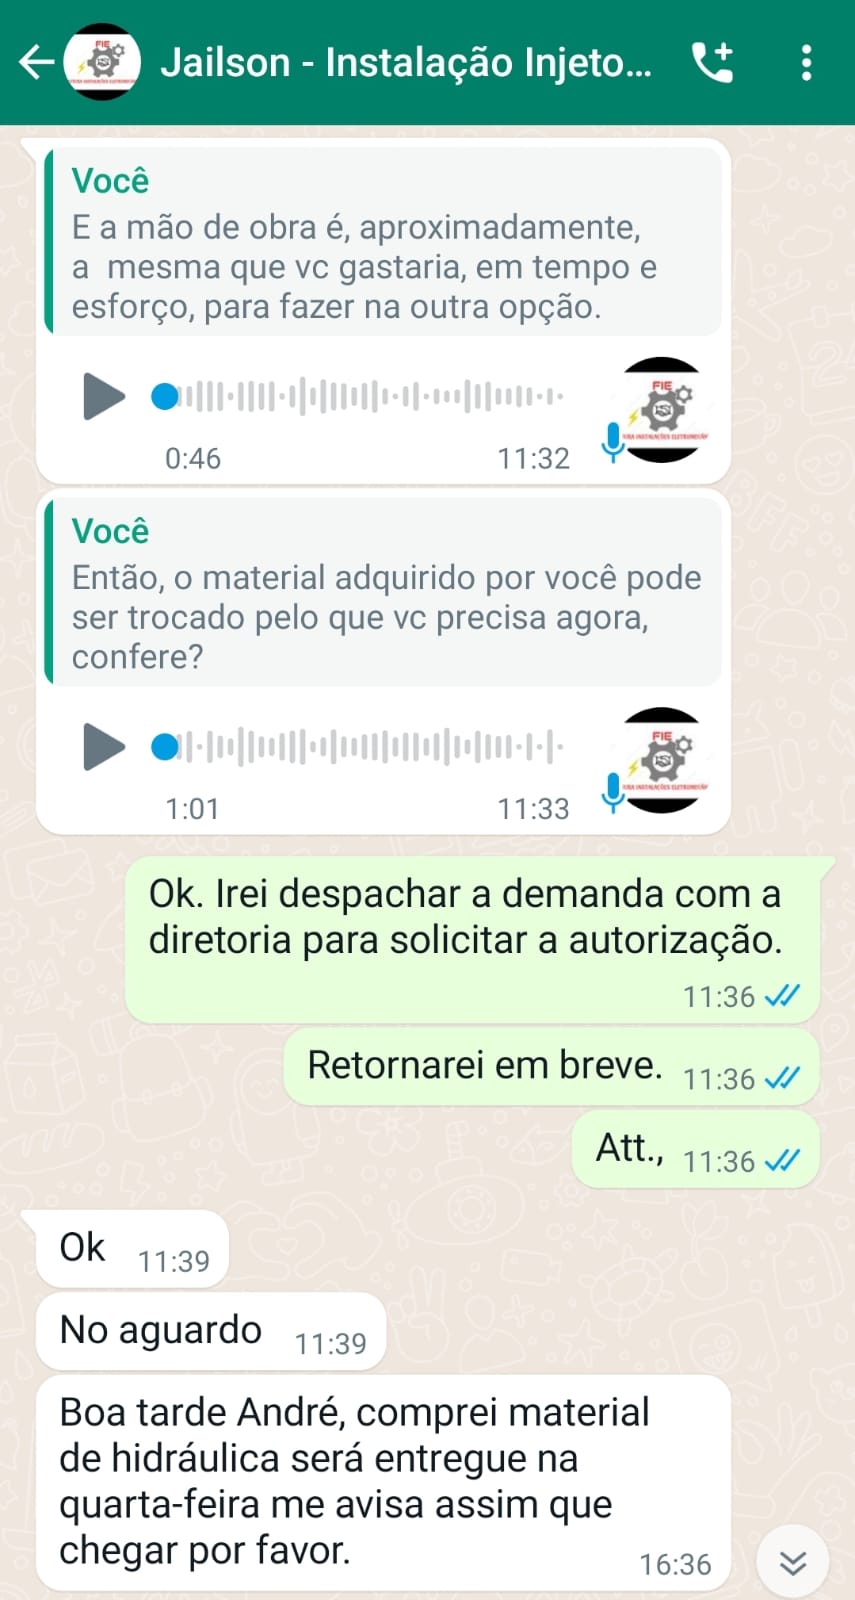 Jailson - Instalação Injeto...
Você
E a mão de obra é, aproximadamente,
a mesma que vc gastaria, em tempo e
esforço, para fazer na outra opção.
FIE
0:46
11:32
Você
Então, o material adquirido por você pode
ser trocado pelo que vc precisa agora,
confere?
FIE
1:01
11:33
Ok. Irei despachar a demanda com a
diretoria para solicitar a autorização.
11:36
Retornarei em breve. 11:36
Att., 11:36
Ok 11:39
No aguardo 11:39
Boa tarde André, comprei material
de hidráulica será entregue na
quarta-feira me avisa assim que
chegar por favor.
16:36